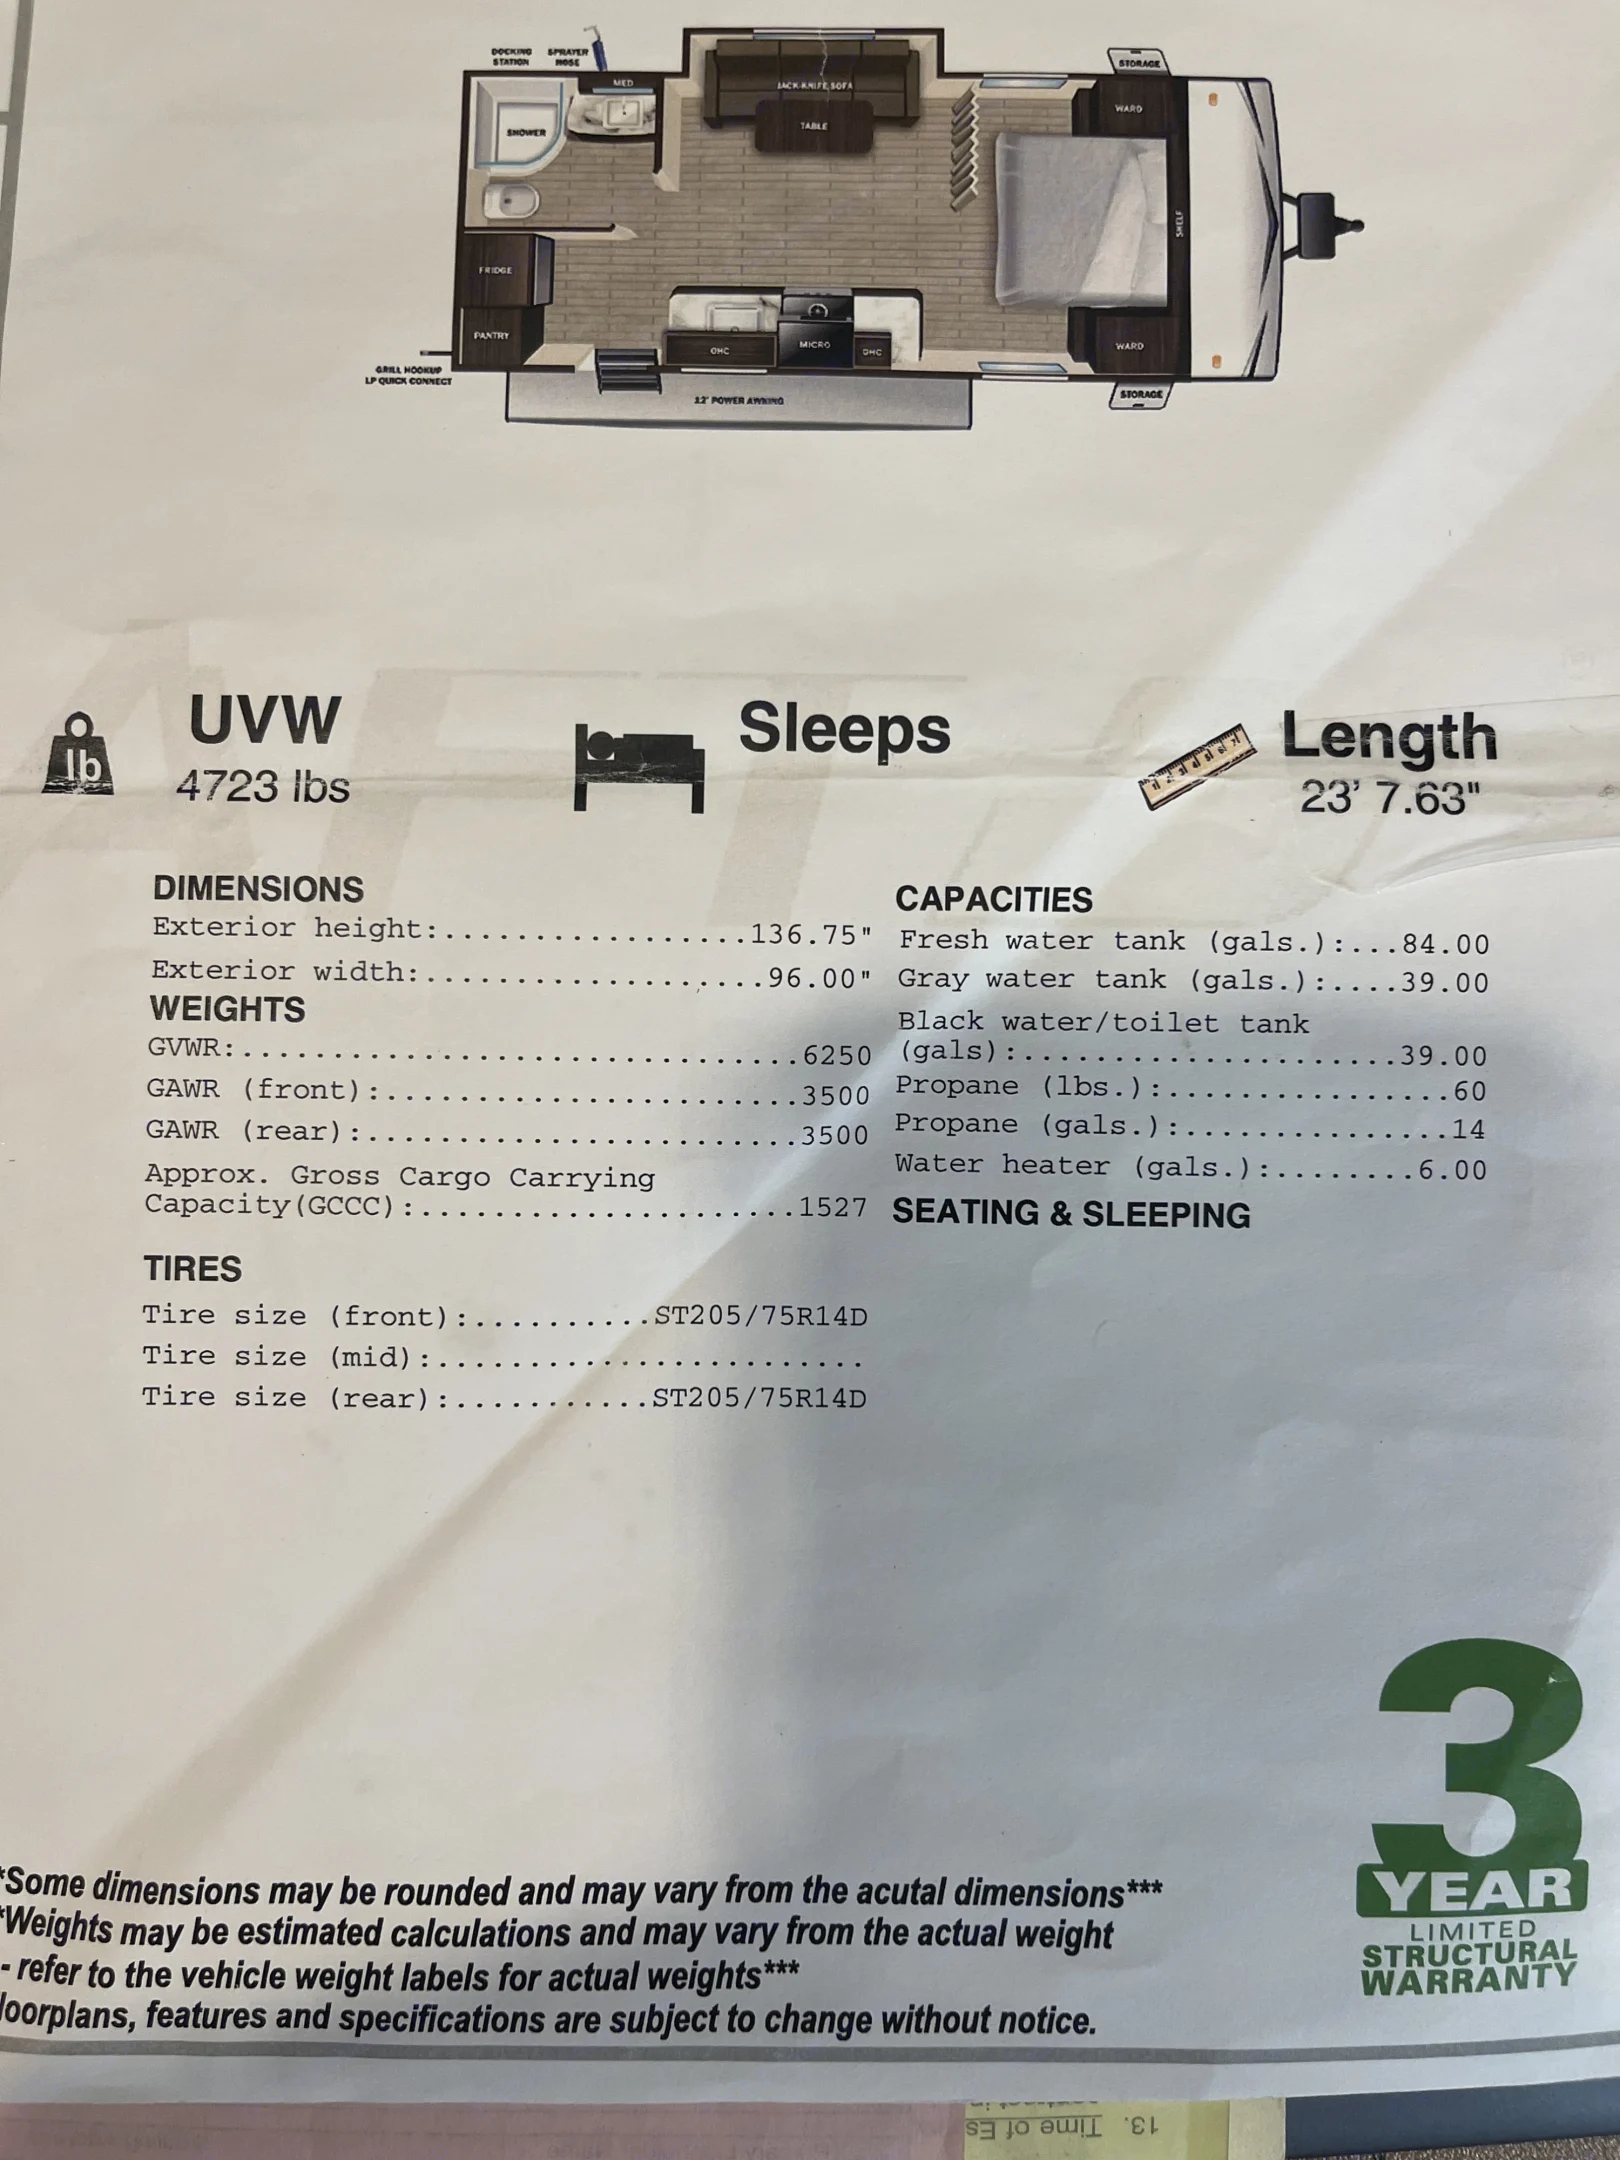 DOCKING
STATION
SPRAYER
HOSE
MED
SHOWER
JACK-KNIFE SOFA
TABLE
STORAGE
WARD
SHELF
FRIDGE
PANTRY
OHC
MICRO
OHC
WARD
STORAGE
GRILL HOOKUP
LP QUICK CONNECT
12' POWER AWNING
lb
UVW
4723 lbs
Sleeps
Length
23' 7.63"
DIMENSIONS
Exterior height:.................136.75"
Exterior width:...................96.00"
WEIGHTS
GVWR:...............................6250
GAWR (front):.......................3500
GAWR (rear):........................3500
Approx. Gross Cargo Carrying
Capacity(GCCC):.....................1527
TIRES
Tire size (front):..........ST205/75R14D
Tire size (mid):........................
Tire size (rear):...........ST205/75R14D
CAPACITIES
Fresh water tank (gals.):...84.00
Gray water tank (gals.):....39.00
Black water/toilet tank
(gals):.....................39.00
Propane (lbs.):................60
Propane (gals.):...............14
Water heater (gals.):........6.00
SEATING & SLEEPING
3
YEAR
LIMITED
STRUCTURAL
WARRANTY
*Some dimensions may be rounded and may vary from the acutal dimensions***
*Weights may be estimated calculations and may vary from the actual weight
- refer to the vehicle weight labels for actual weights***
loorplans, features and specifications are subject to change without notice.
13. Time of Es